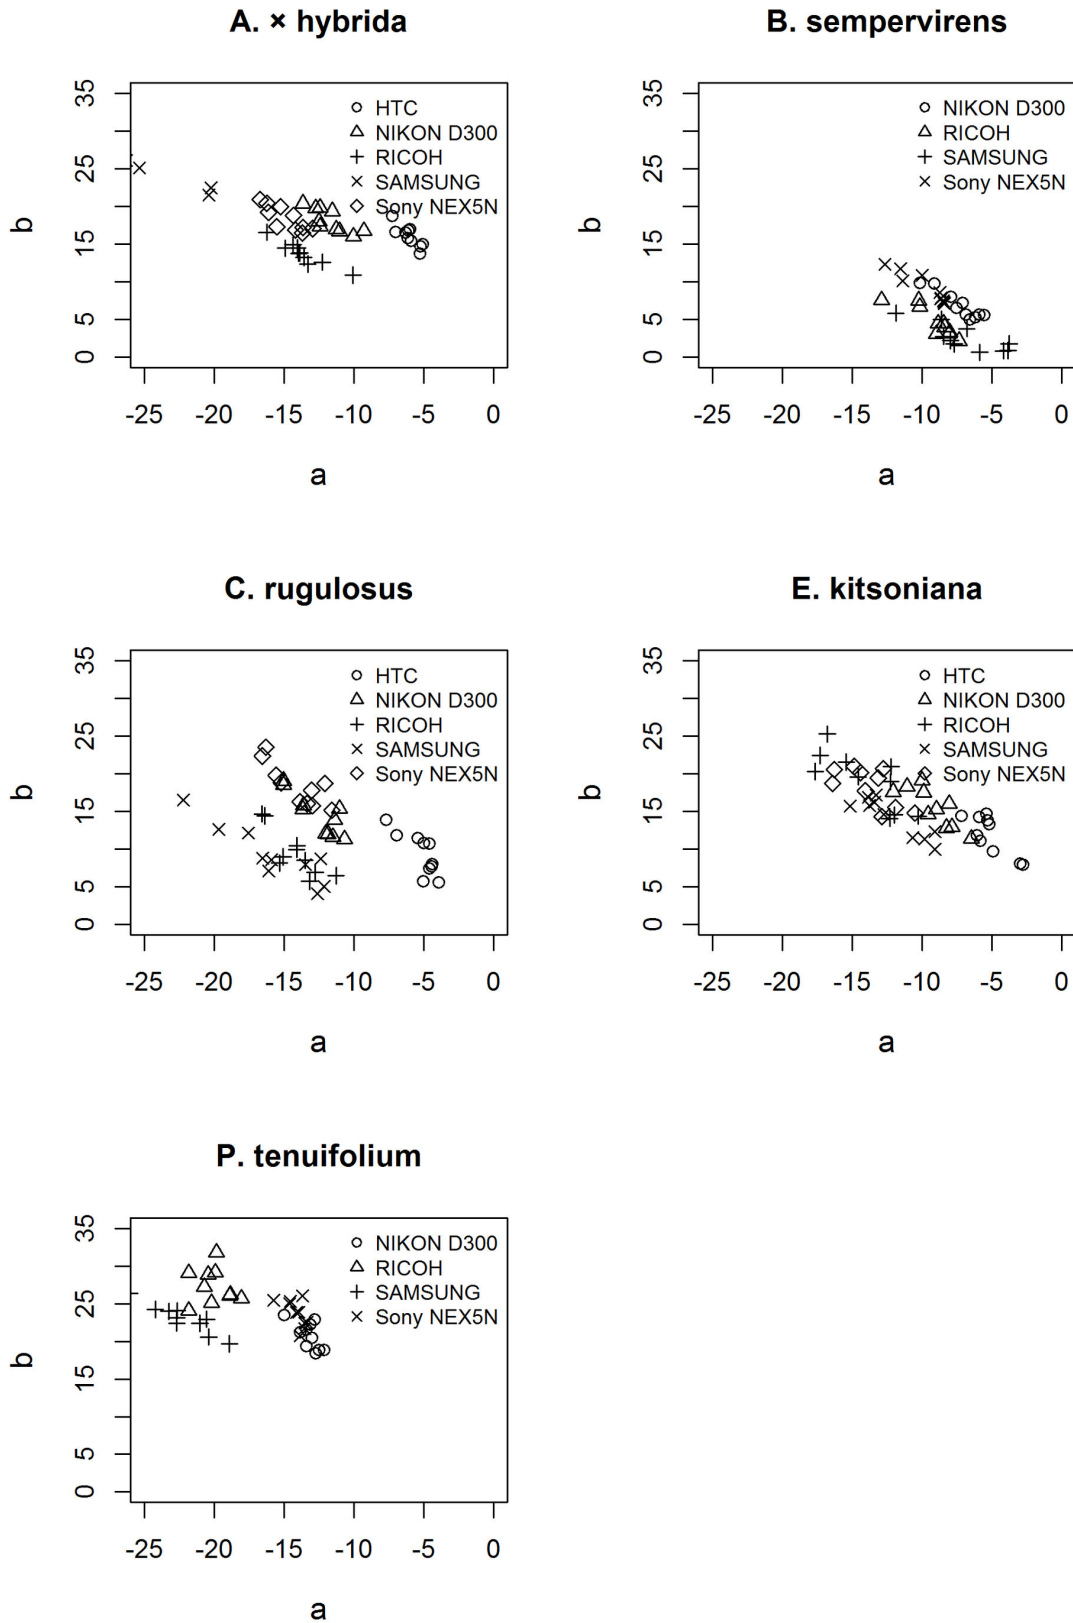 A. × hybrida
35
25
15
5
0
b
HTC
NIKON D300
RICOH
SAMSUNG
Sony NEX5N
-25 -20 -15 -10 -5 0
a
B. sempervirens
35
25
15
5
0
b
NIKON D300
RICOH
SAMSUNG
Sony NEX5N
-25 -20 -15 -10 -5 0
a
C. rugulosus
35
25
15
5
0
b
HTC
NIKON D300
RICOH
SAMSUNG
Sony NEX5N
-25 -20 -15 -10 -5 0
a
E. kitsoniana
35
25
15
5
0
b
HTC
NIKON D300
RICOH
SAMSUNG
Sony NEX5N
-25 -20 -15 -10 -5 0
a
P. tenuifolium
35
25
15
5
0
b
NIKON D300
RICOH
SAMSUNG
Sony NEX5N
-25 -20 -15 -10 -5 0
a